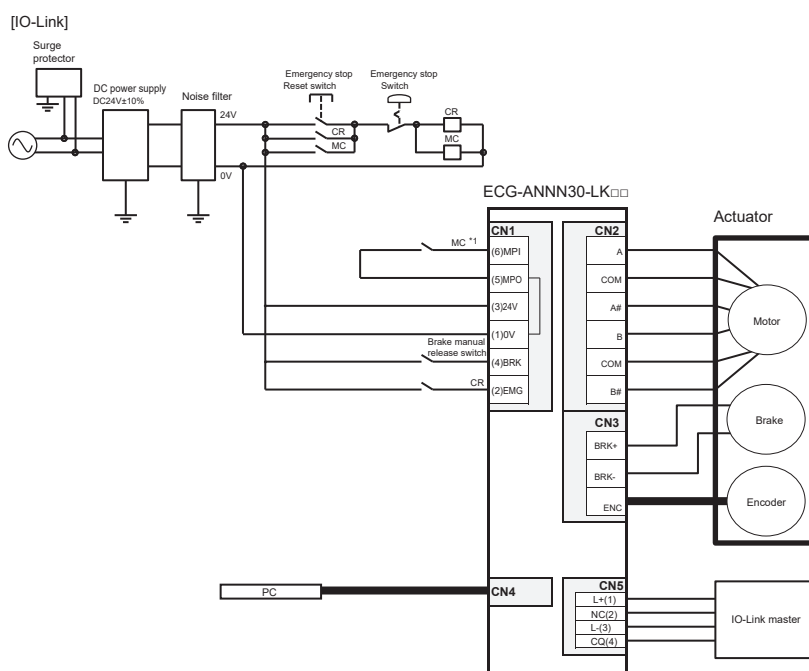 [IO-Link]
Surge
protector
DC power supply
DC24V±10%
Noise filter
24V
0V
Emergency stop
Reset switch
Emergency stop
Switch
CR
MC
CR
MC
ECG-ANNN30-LK□□
Actuator
CN1
MC *1
(6)MPI
(5)MPO
(3)24V
(1)0V
Brake manual
release switch
(4)BRK
CR
(2)EMG
CN2
A
COM
A#
B
COM
B#
Motor
CN3
BRK+
BRK-
ENC
Brake
Encoder
PC
CN4
CN5
L+(1)
NC(2)
L-(3)
CQ(4)
IO-Link master